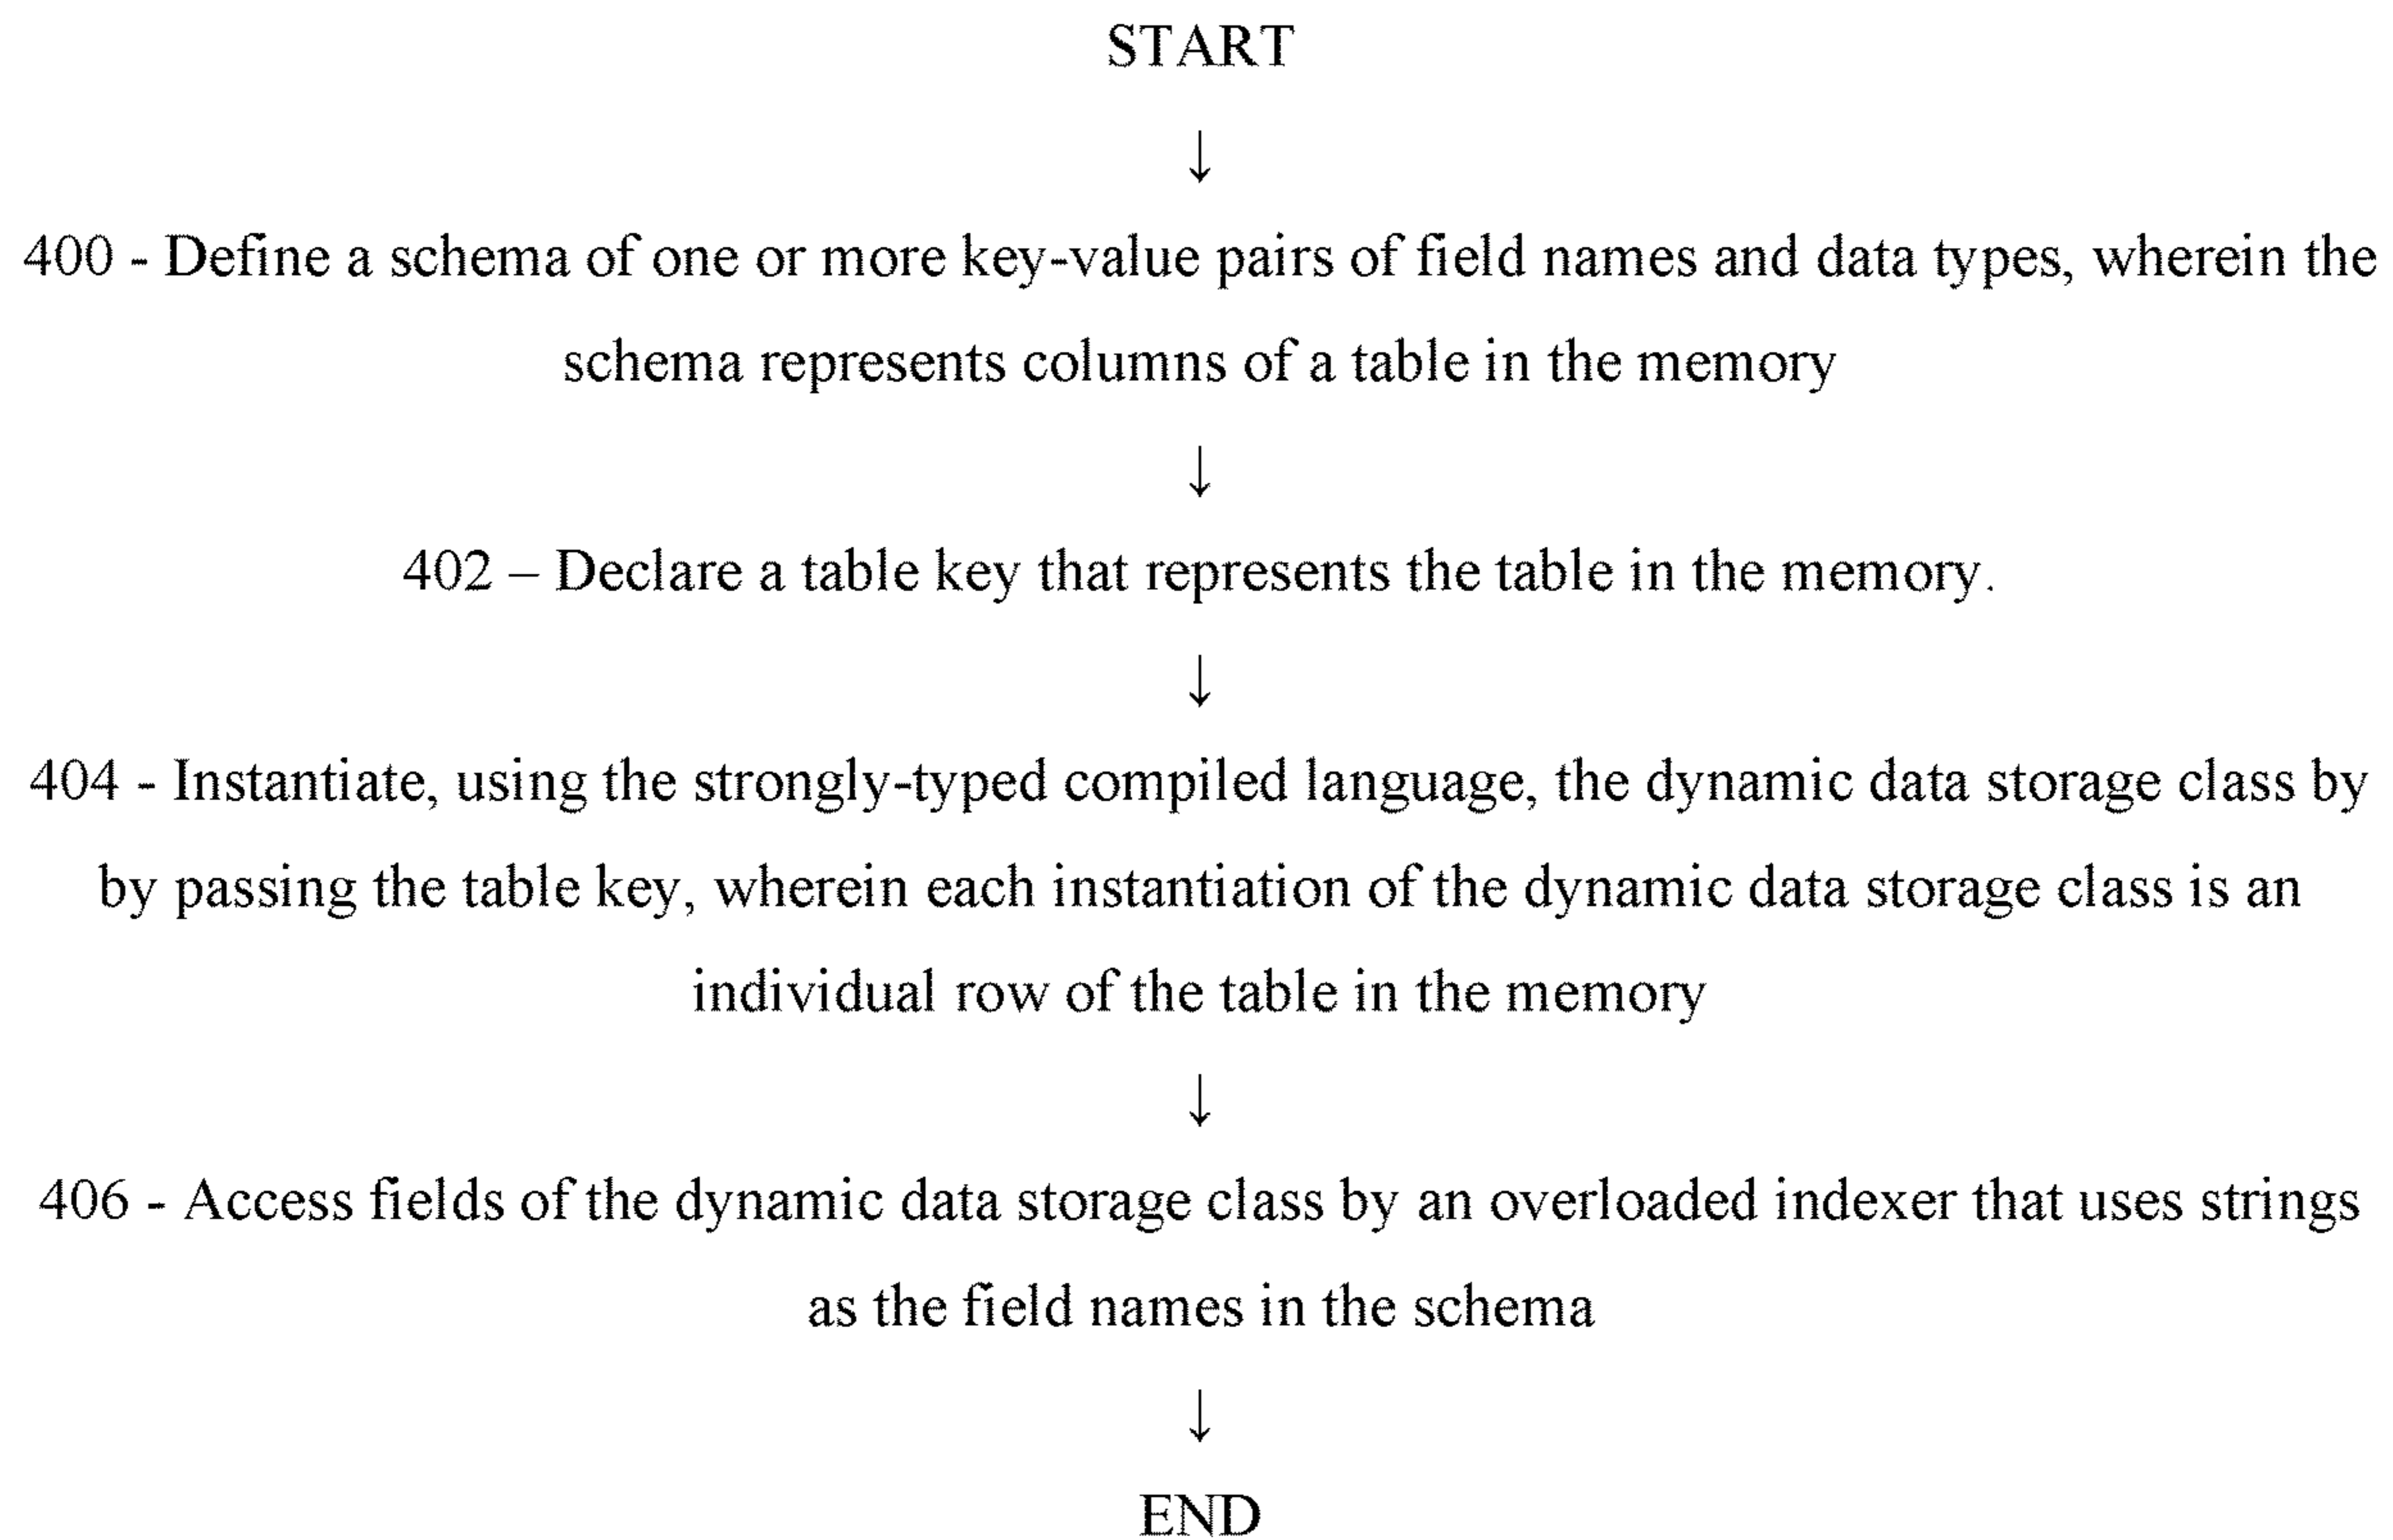 START
↓
400 - Define a schema of one or more key-value pairs of field names and data types, wherein the
schema represents columns of a table in the memory
↓
402 – Declare a table key that represents the table in the memory.
↓
404 - Instantiate, using the strongly-typed compiled language, the dynamic data storage class by
by passing the table key, wherein each instantiation of the dynamic data storage class is an
individual row of the table in the memory
↓
406 - Access fields of the dynamic data storage class by an overloaded indexer that uses strings
as the field names in the schema
↓
END